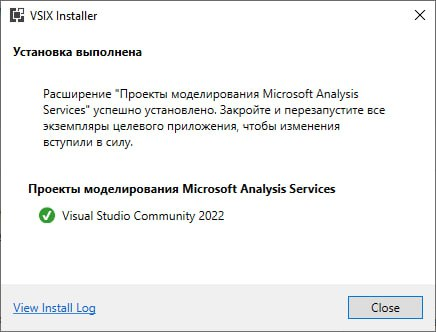 VSIX Installer
Установка выполнена
Расширение "Проекты моделирования Microsoft Analysis
Services" успешно установлено. Закройте и перезапустите все
экземпляры целевого приложения, чтобы изменения
вступили в силу.
Проекты моделирования Microsoft Analysis Services
Visual Studio Community 2022
View Install Log
Close